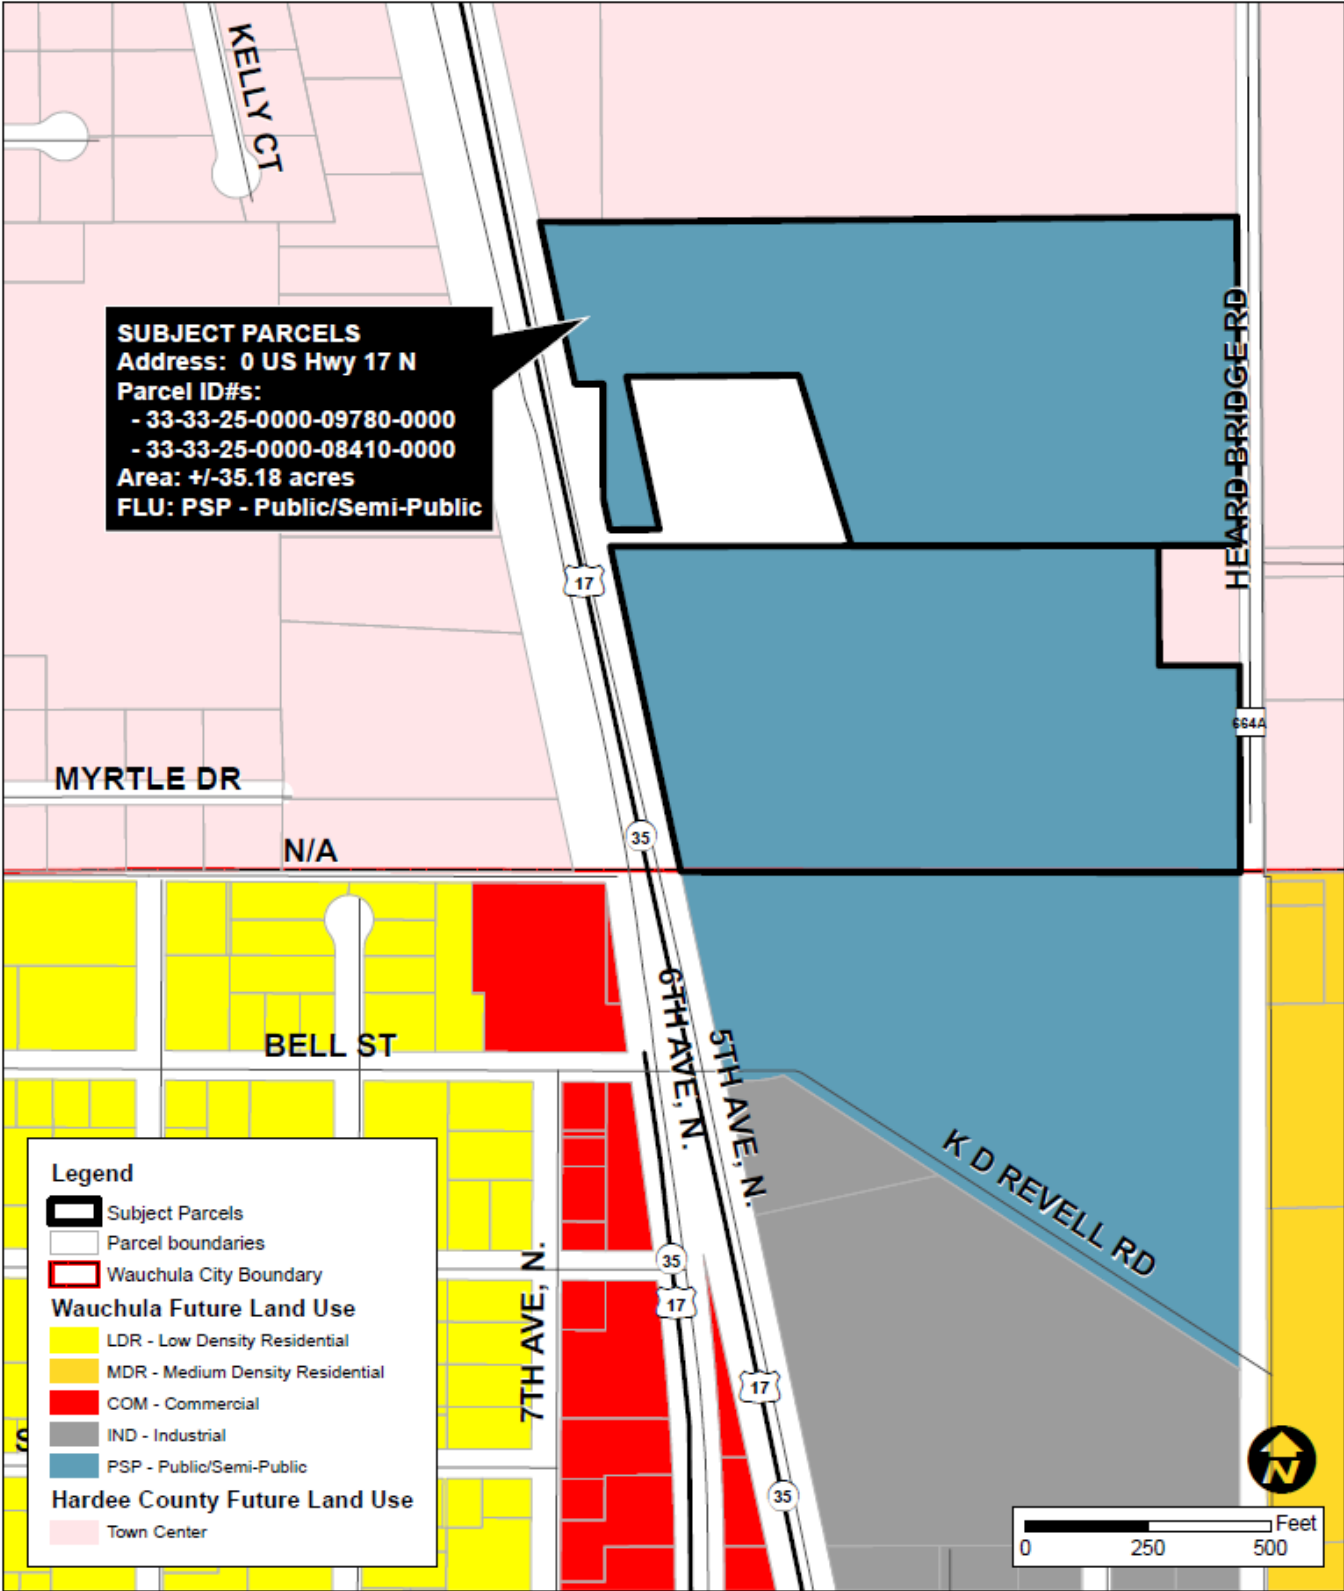 KELLY CT
SUBJECT PARCELS
Address: 0 US Hwy 17 N
Parcel ID#s:
- 33-33-25-0000-09780-0000
- 33-33-25-0000-08410-0000
Area: +/-35.18 acres
FLU: PSP - Public/Semi-Public
HEARD BRIDGE RD
17
664A
MYRTLE DR
35
N/A
6TH AVE, N.
5TH AVE, N.
BELL ST
K D REVELL RD
7TH AVE, N.
35
17
17
35
S
Legend
Subject Parcels
Parcel boundaries
Wauchula City Boundary
Wauchula Future Land Use
LDR - Low Density Residential
MDR - Medium Density Residential
COM - Commercial
IND - Industrial
PSP - Public/Semi-Public
Hardee County Future Land Use
Town Center
N
Feet
0 250 500